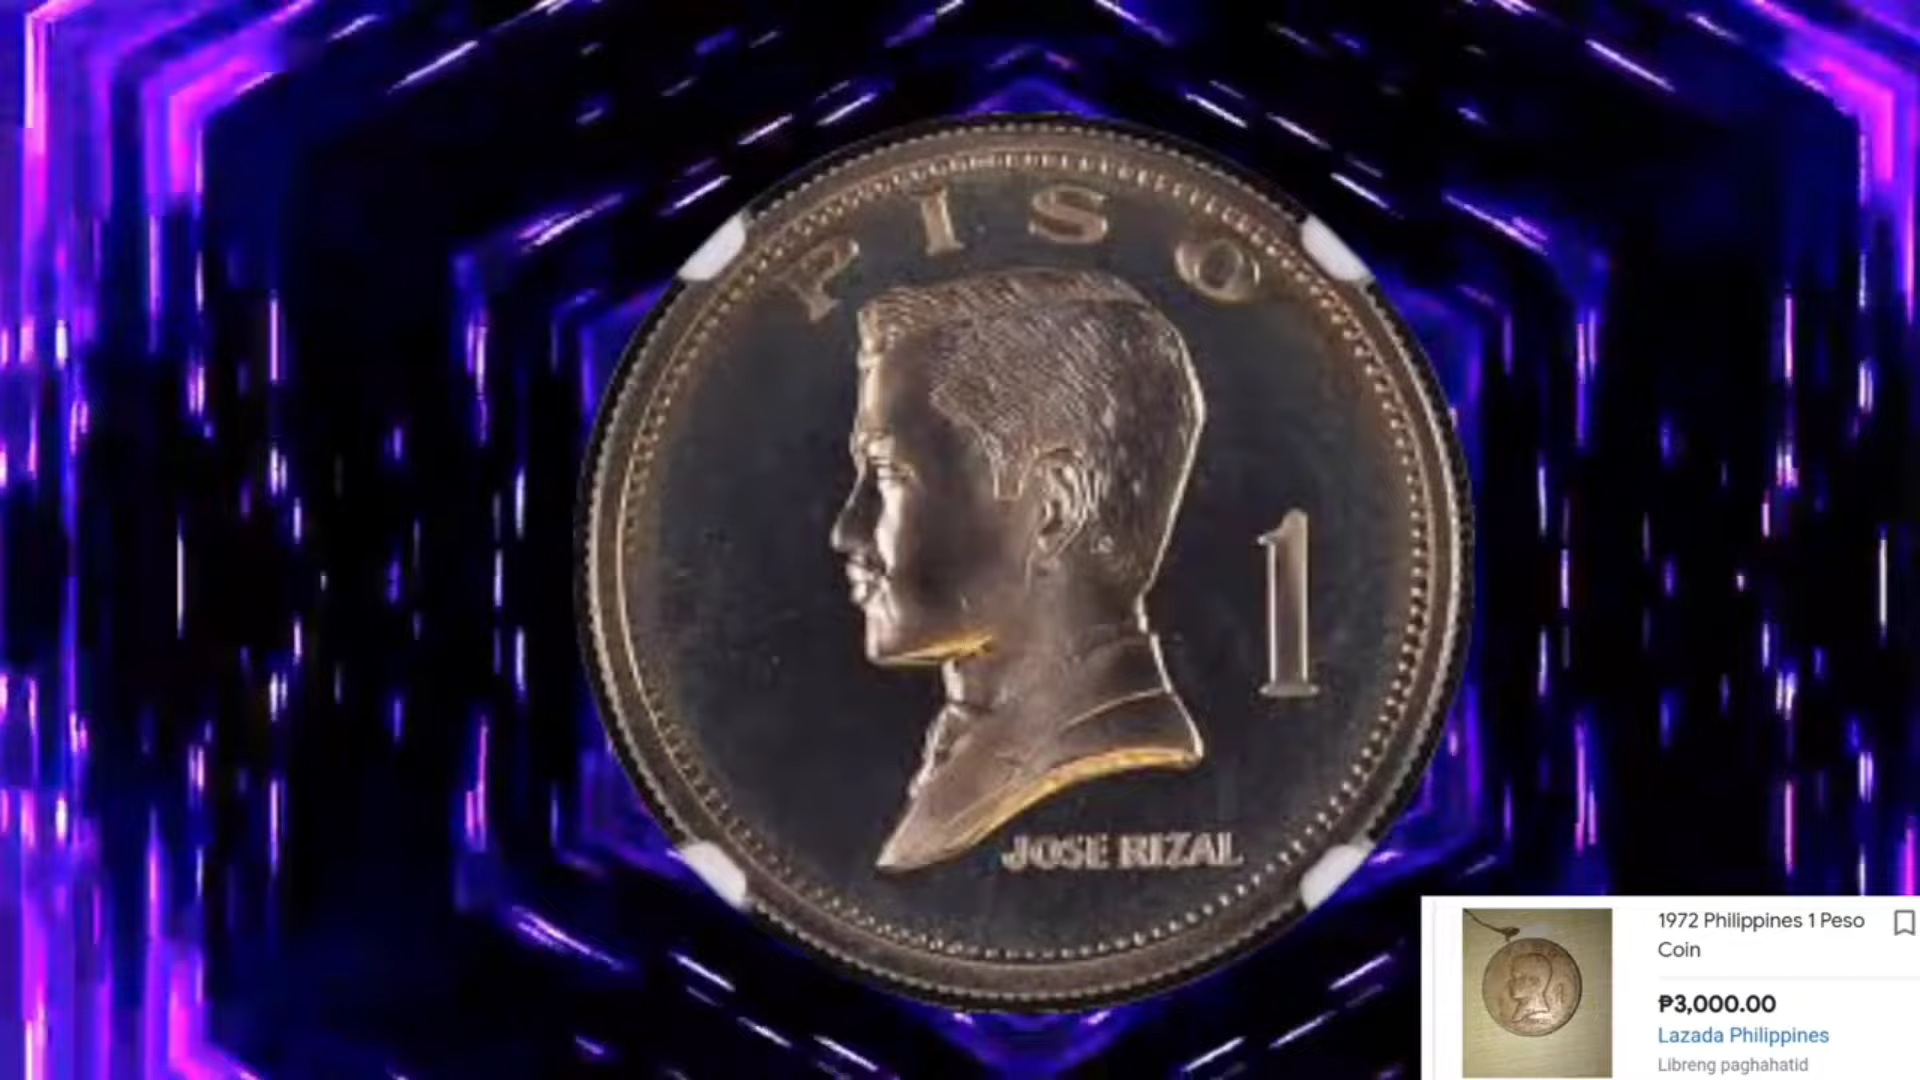 PISO
1
JOSE RIZAL
1972 Philippines 1 Peso
Coin
₱3,000.00
Lazada Philippines
Libreng paghahatid